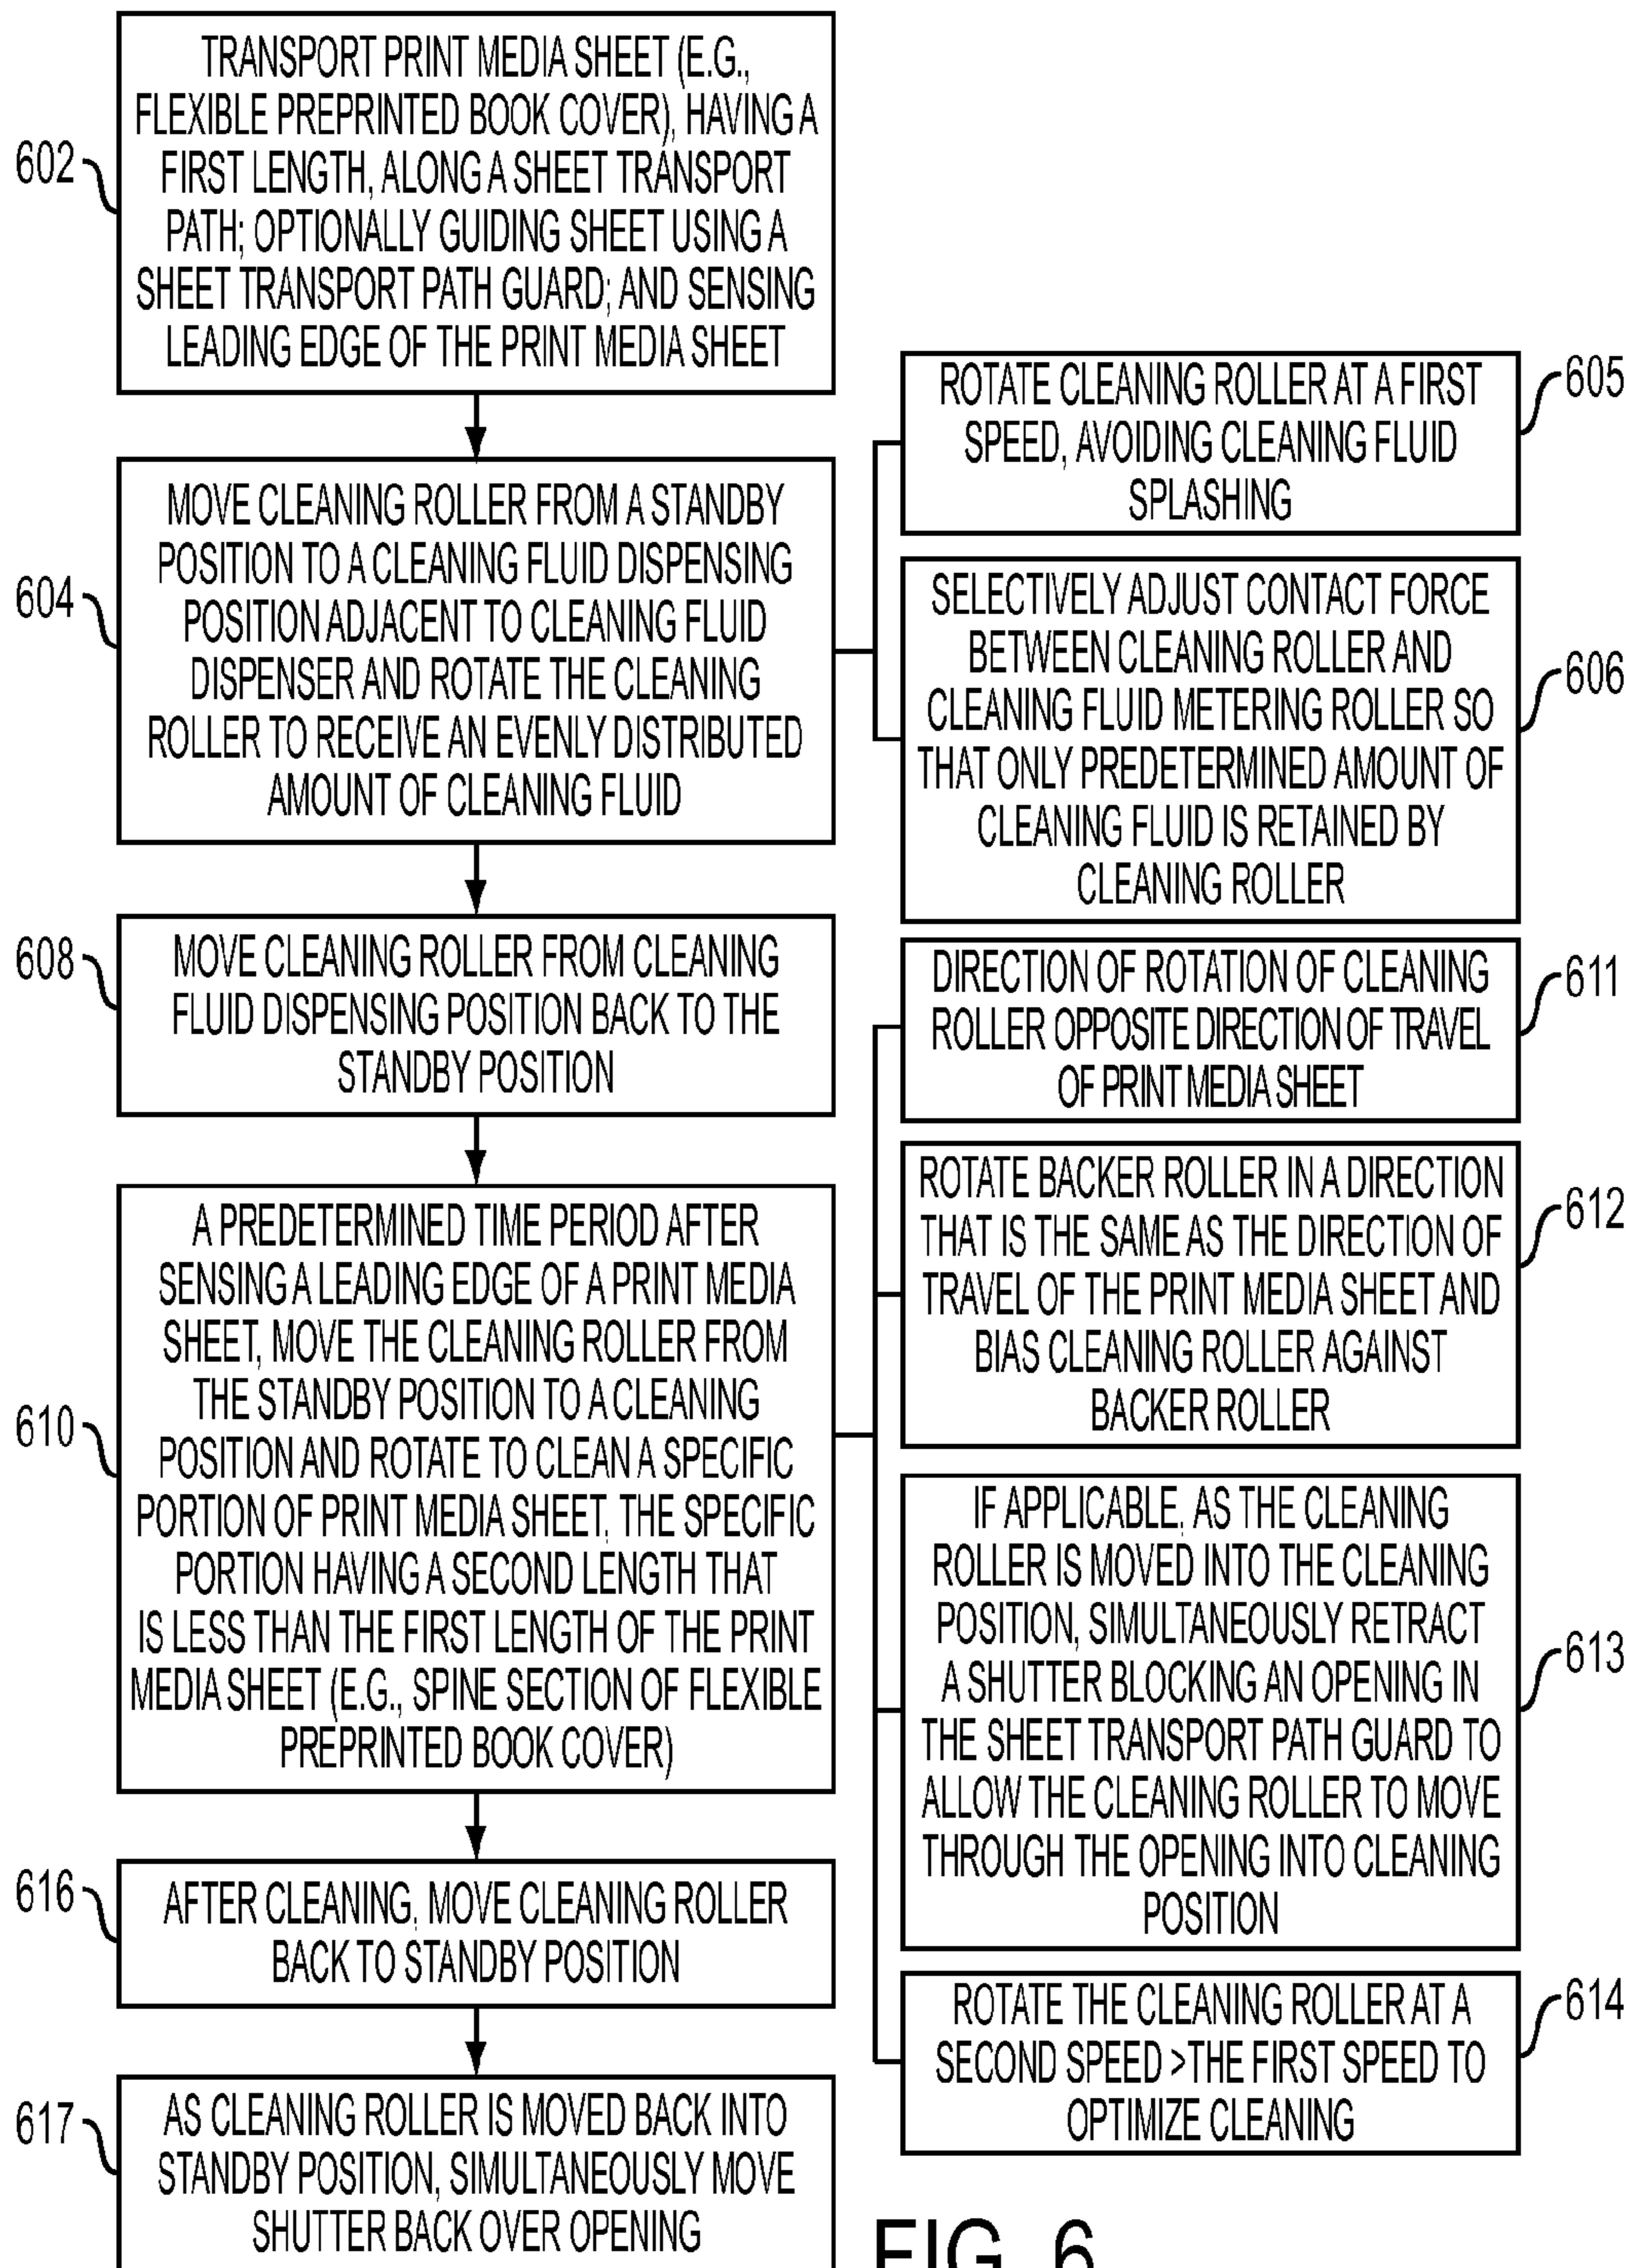 602
TRANSPORT PRINT MEDIA SHEET (E.G.,
FLEXIBLE PREPRINTED BOOK COVER), HAVING A
FIRST LENGTH, ALONG A SHEET TRANSPORT
PATH; OPTIONALLY GUIDING SHEET USING A
SHEET TRANSPORT PATH GUARD; AND SENSING
LEADING EDGE OF THE PRINT MEDIA SHEET
604
MOVE CLEANING ROLLER FROM A STANDBY
POSITION TO A CLEANING FLUID DISPENSING
POSITION ADJACENT TO CLEANING FLUID
DISPENSER AND ROTATE THE CLEANING
ROLLER TO RECEIVE AN EVENLY DISTRIBUTED
AMOUNT OF CLEANING FLUID
605
ROTATE CLEANING ROLLER AT A FIRST
SPEED, AVOIDING CLEANING FLUID
SPLASHING
606
SELECTIVELY ADJUST CONTACT FORCE
BETWEEN CLEANING ROLLER AND
CLEANING FLUID METERING ROLLER SO
THAT ONLY PREDETERMINED AMOUNT OF
CLEANING FLUID IS RETAINED BY
CLEANING ROLLER
608
MOVE CLEANING ROLLER FROM CLEANING
FLUID DISPENSING POSITION BACK TO THE
STANDBY POSITION
610
A PREDETERMINED TIME PERIOD AFTER
SENSING A LEADING EDGE OF A PRINT MEDIA
SHEET, MOVE THE CLEANING ROLLER FROM
THE STANDBY POSITION TO A CLEANING
POSITION AND ROTATE TO CLEAN A SPECIFIC
PORTION OF PRINT MEDIA SHEET, THE SPECIFIC
PORTION HAVING A SECOND LENGTH THAT
IS LESS THAN THE FIRST LENGTH OF THE PRINT
MEDIA SHEET (E.G., SPINE SECTION OF FLEXIBLE
PREPRINTED BOOK COVER)
611
DIRECTION OF ROTATION OF CLEANING
ROLLER OPPOSITE DIRECTION OF TRAVEL
OF PRINT MEDIA SHEET
612
ROTATE BACKER ROLLER IN A DIRECTION
THAT IS THE SAME AS THE DIRECTION OF
TRAVEL OF THE PRINT MEDIA SHEET AND
BIAS CLEANING ROLLER AGAINST
BACKER ROLLER
613
IF APPLICABLE, AS THE CLEANING
ROLLER IS MOVED INTO THE CLEANING
POSITION, SIMULTANEOUSLY RETRACT
A SHUTTER BLOCKING AN OPENING IN
THE SHEET TRANSPORT PATH GUARD TO
ALLOW THE CLEANING ROLLER TO MOVE
THROUGH THE OPENING INTO CLEANING
POSITION
614
ROTATE THE CLEANING ROLLER AT A
SECOND SPEED >THE FIRST SPEED TO
OPTIMIZE CLEANING
616
AFTER CLEANING, MOVE CLEANING ROLLER
BACK TO STANDBY POSITION
617
AS CLEANING ROLLER IS MOVED BACK INTO
STANDBY POSITION, SIMULTANEOUSLY MOVE
SHUTTER BACK OVER OPENING
FIG. 6